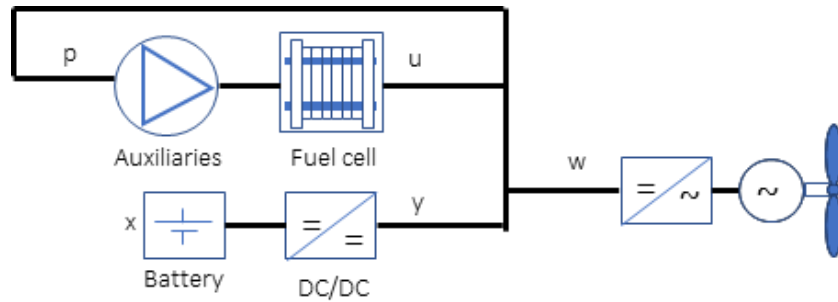 p
u
Auxiliaries
Fuel cell
w
=
~
~
x
y
=
=
Battery
DC/DC